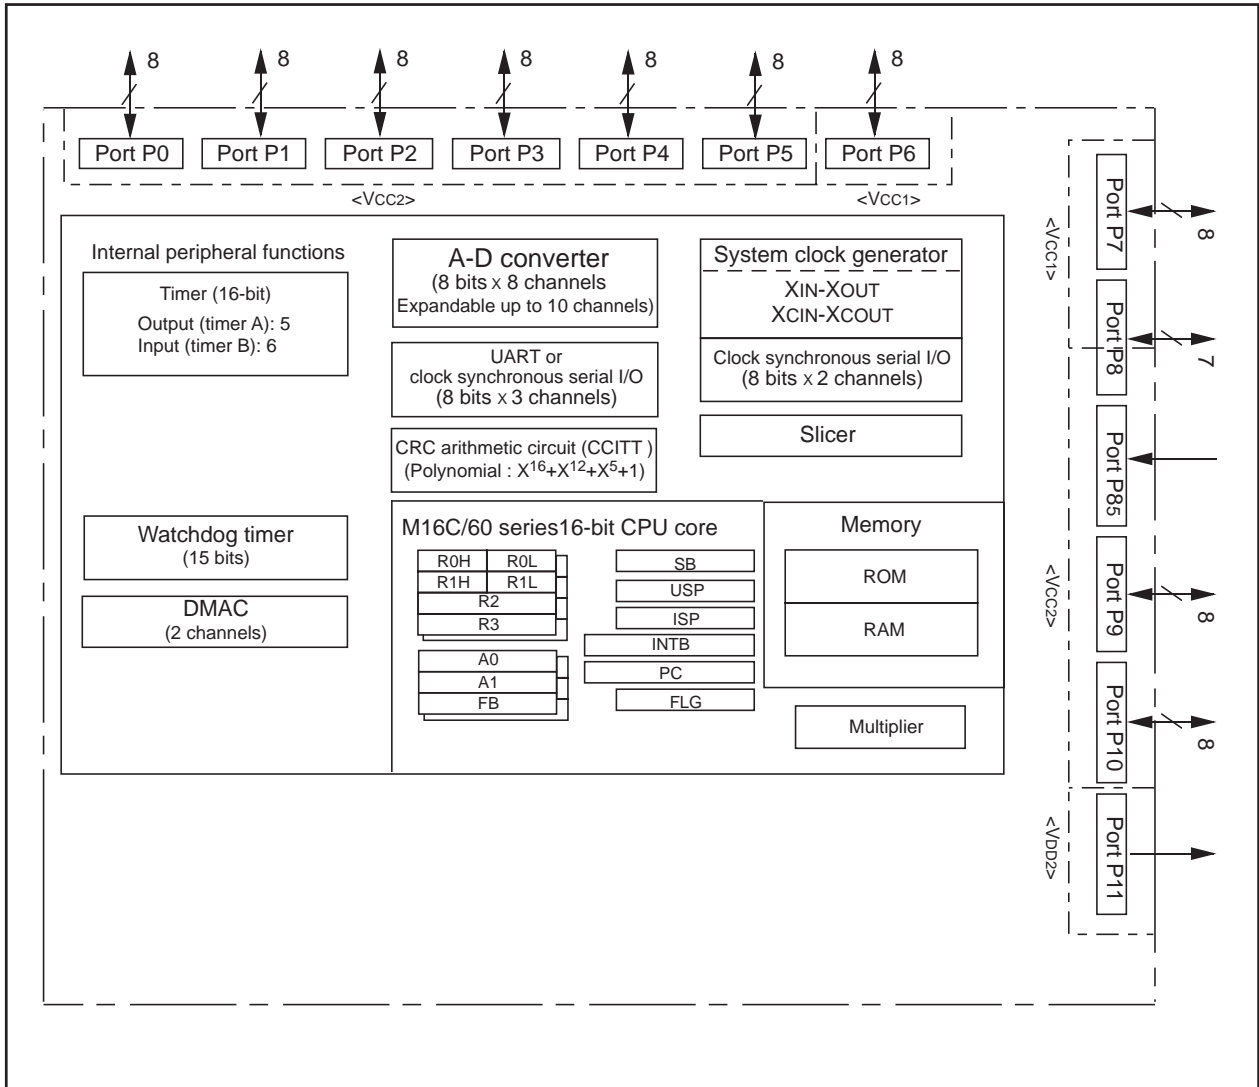 8 8 8 8 8 8 8
Port P0 Port P1 Port P2 Port P3 Port P4 Port P5 Port P6
<VCC2> <VCC1>
Internal peripheral functions
Timer (16-bit)
Output (timer A): 5
Input (timer B): 6
Watchdog timer
(15 bits)
DMAC
(2 channels)
A-D converter
(8 bits x 8 channels
Expandable up to 10 channels)
UART or
clock synchronous serial I/O
(8 bits x 3 channels)
CRC arithmetic circuit (CCITT )
(Polynomial : X¹⁶+X¹²+X⁵+1)
System clock generator
XIN-XOUT
XCIN-XCOUT
Clock synchronous serial I/O
(8 bits x 2 channels)
Slicer
M16C/60 series16-bit CPU core
R0H R0L
R1H R1L
R2
R3
A0
A1
FB
SB
USP
ISP
INTB
PC
FLG
Memory
ROM
RAM
Multiplier
<VCC1>
Port P7
8
Port P8
7
Port P85
<VCC2>
Port P9
8
Port P10
8
<VDD2>
Port P11